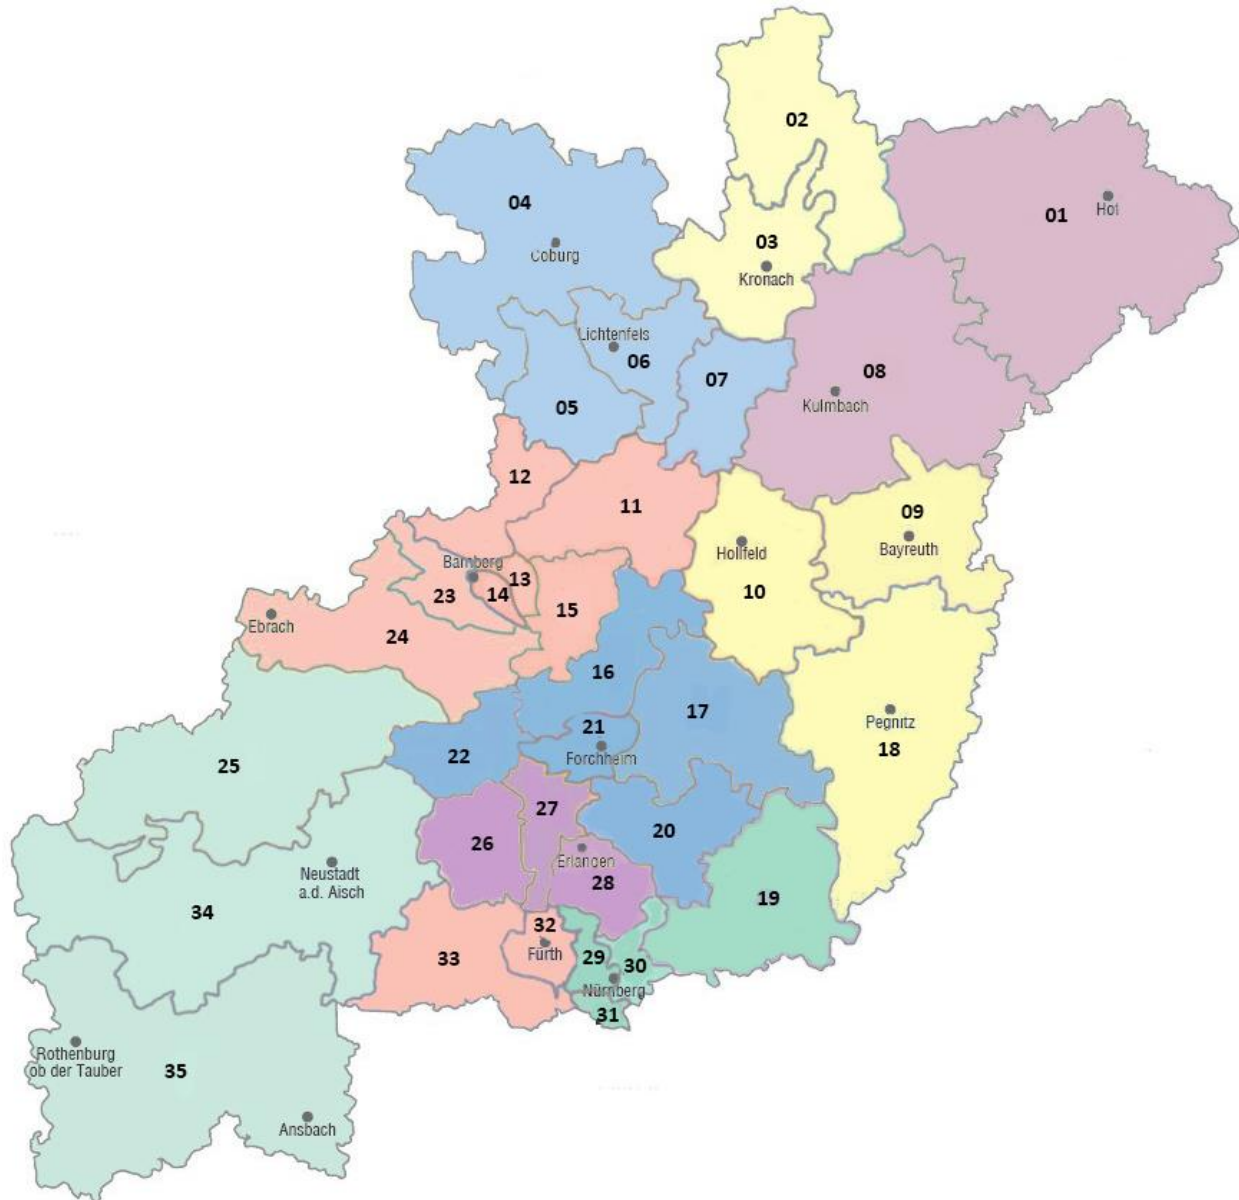 02
04
01
Hof
03
Coburg
Kronach
Lichtenfels
06
07
08
05
Kulmbach
12
11
09
Hollfeld
Bayreuth
Bamberg
13
23
14
10
15
Ebrach
24
16
17
21
Pegnitz
22
Forchheim
18
25
27
26
20
Erlangen
Neustadt
a.d. Aisch
28
19
34
32
33
Fürth
29
30
Nürnberg
31
Rothenburg
ob der Tauber
35
Ansbach